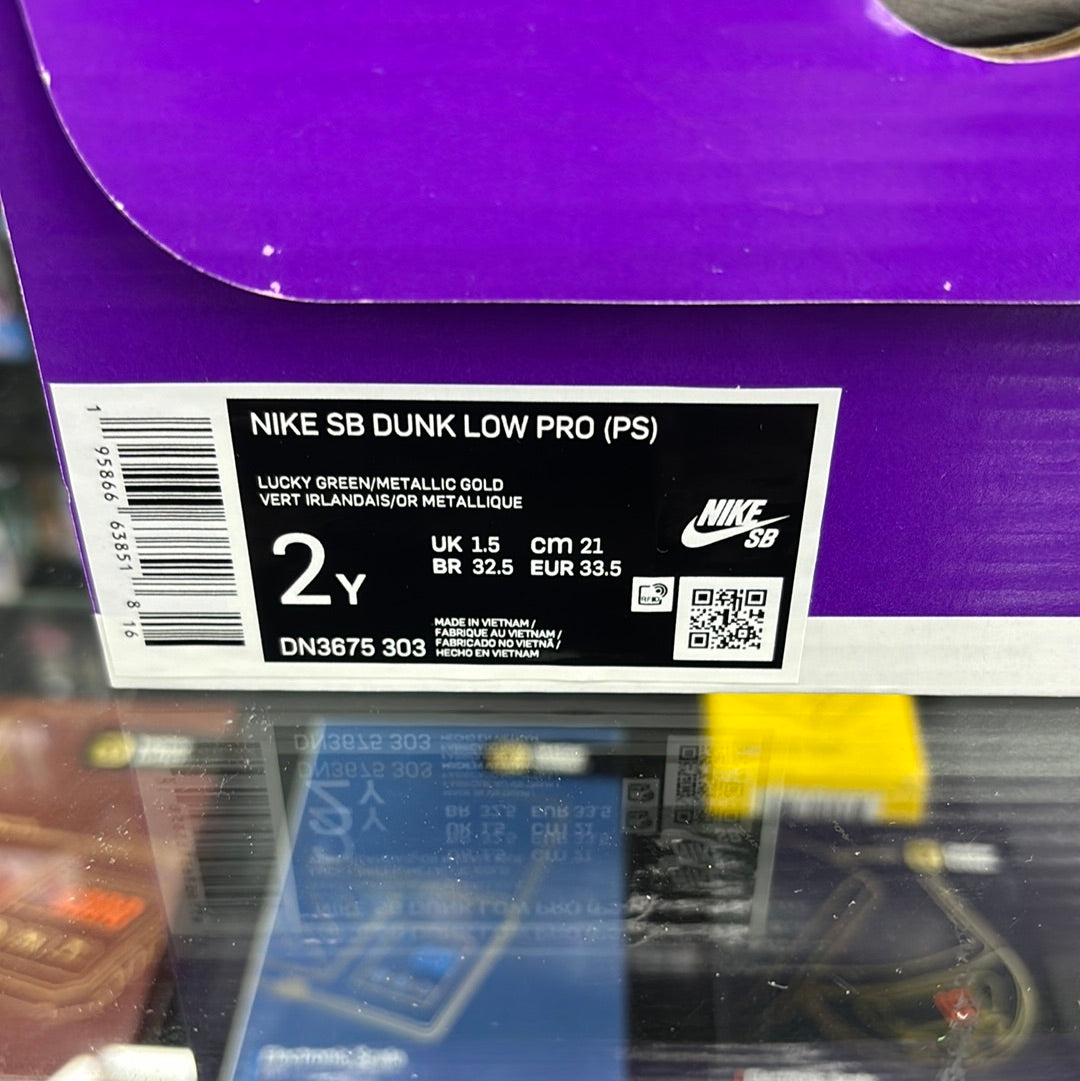 NIKE SB DUNK LOW PRO (PS)
LUCKY GREEN/METALLIC GOLD
VERT IRLANDAIS/OR METALLIQUE
2Y
UK 1.5 cm 21
BR 32.5 EUR 33.5
NIKE
SB
RFID
DN3675 303
MADE IN VIETNAM /
FABRIQUE AU VIETNAM /
FABRICADO NO VIETNÃ /
HECHO EN VIETNAM
1 95866 63851 8 16